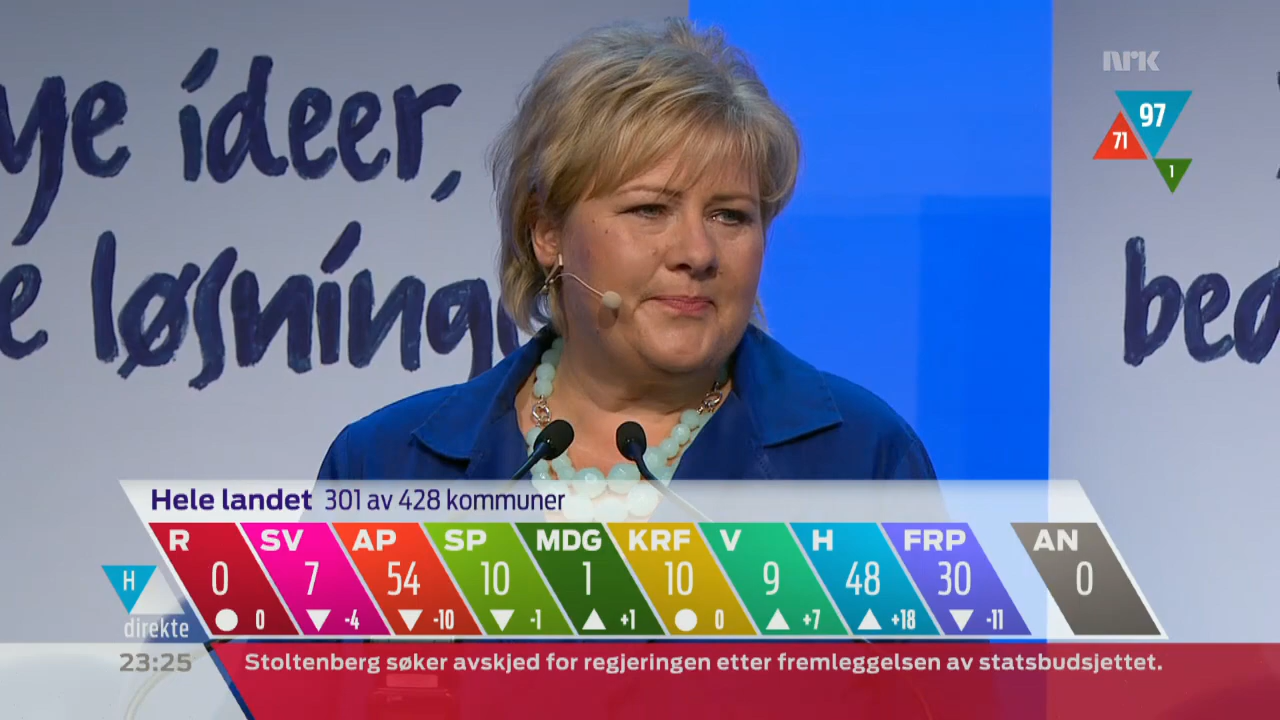 ye ideer,
e løsning
bed
nrk
97
71
1
Hele landet 301 av 428 kommuner
R SV AP SP MDG KRF V H FRP AN
0 7 54 10 1 10 9 48 30 0
0 -4 -10 -1 +1 0 +7 +18 -11
H
direkte
23:25 Stoltenberg søker avskjed for regjeringen etter fremleggelsen av statsbudsjettet.